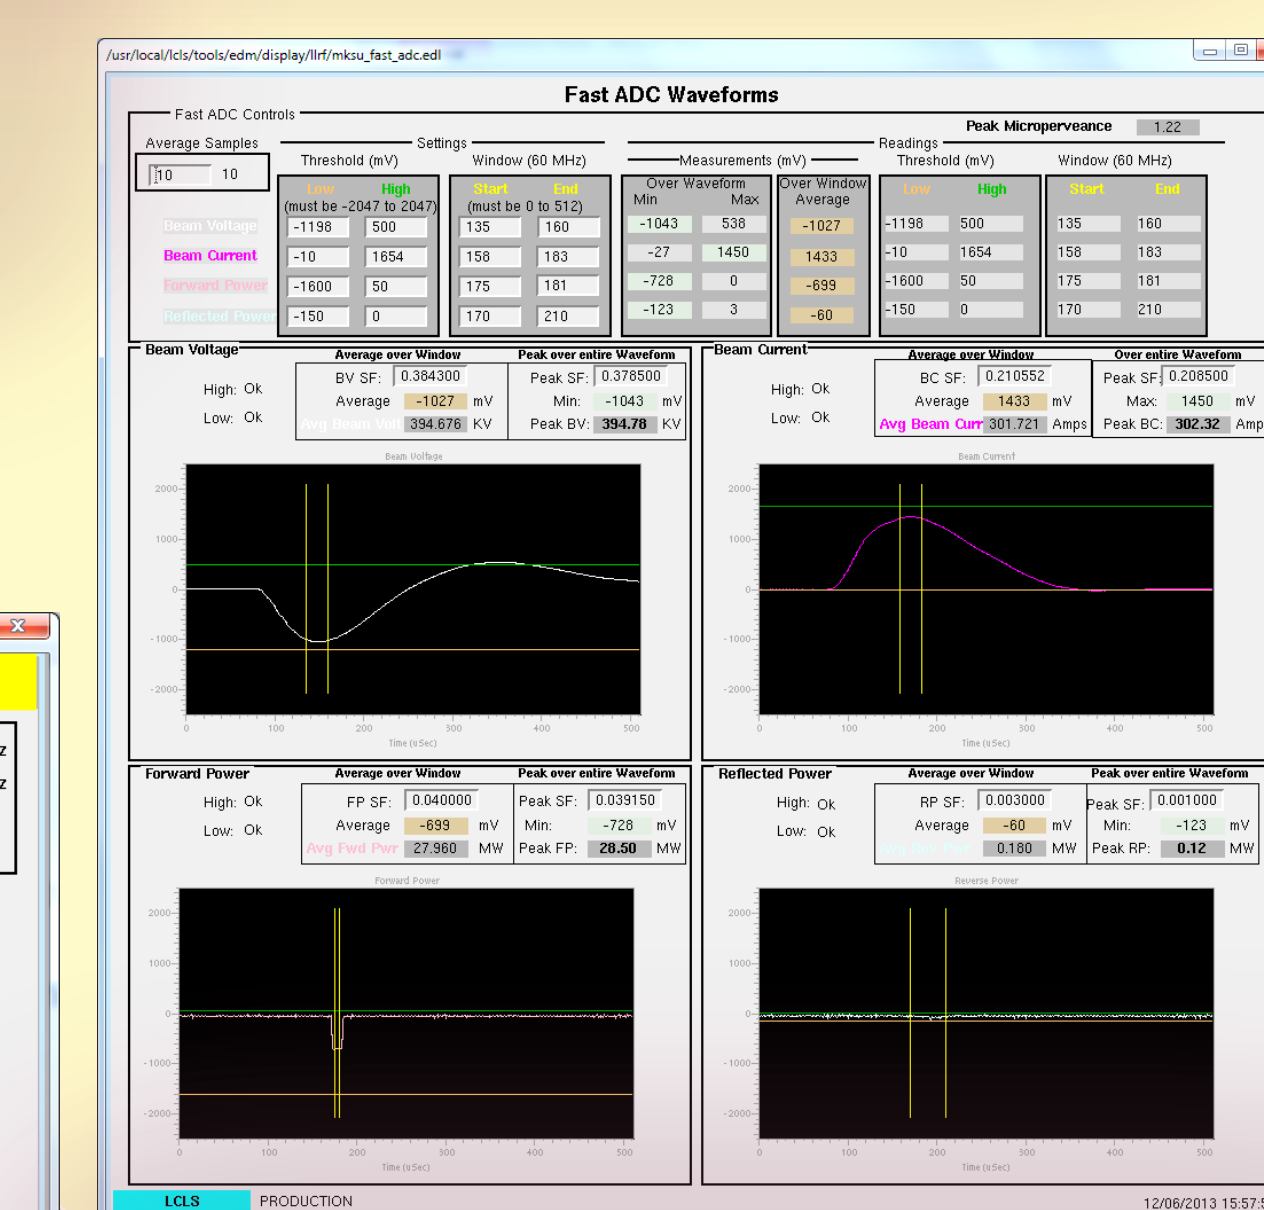 /usr/local/lcls/tools/edm/display/llrf/mksu_fast_adc.edl
Fast ADC Waveforms
Fast ADC Controls
Peak Microperveance 1.22
Average Samples Settings Readings
Threshold (mV) Window (60 MHz) Measurements (mV) Threshold (mV) Window (60 MHz)
10 10
Low High Start End Over Waveform Over Window Low High Start End
(must be -2047 to 2047) (must be 0 to 512) Min Max Average
Beam Voltage -1198 500 135 160 -1043 538 -1027 -1198 500 135 160
Beam Current -10 1654 158 183 -27 1450 1433 -10 1654 158 183
Forward Power -1600 50 175 181 -728 0 -699 -1600 50 175 181
Reflected Power -150 0 170 210 -123 3 -60 -150 0 170 210
Beam Voltage
Average over Window Peak over entire Waveform
High: Ok BV SF: 0.384300 Peak SF: 0.378500
Average -1027 mV Min: -1043 mV
Low: Ok Avg Beam Volt 394.676 KV Peak BV: 394.78 KV
Beam Voltage
2000
1000
0
-1000
-2000
0 100 200 300 400 500
Time (uSec)
Beam Current
Average over Window Over entire Waveform
High: Ok BC SF: 0.210552 Peak SF: 0.208500
Average 1433 mV Max: 1450 mV
Low: Ok Avg Beam Curr 301.721 Amps Peak BC: 302.32 Amp
Beam Current
2000
1000
0
-1000
-2000
0 100 200 300 400 500
Time (uSec)
Forward Power
Average over Window Peak over entire Waveform
High: Ok FP SF: 0.040000 Peak SF: 0.039150
Average -699 mV Min: -728 mV
Low: Ok Avg Fwd Pwr 27.960 MW Peak FP: 28.50 MW
Forward Power
2000
1000
0
-1000
-2000
0 100 200 300 400 500
Time (uSec)
Reflected Power
Average over Window Peak over entire Waveform
High: Ok RP SF: 0.003000 Peak SF: 0.001000
Average -60 mV Min: -123 mV
Low: Ok 0.180 MW Peak RP: 0.12 MW
Reverse Power
2000
1000
0
-1000
-2000
0 100 200 300 400 500
Time (uSec)
z
z
LCLS PRODUCTION 12/06/2013 15:57:5